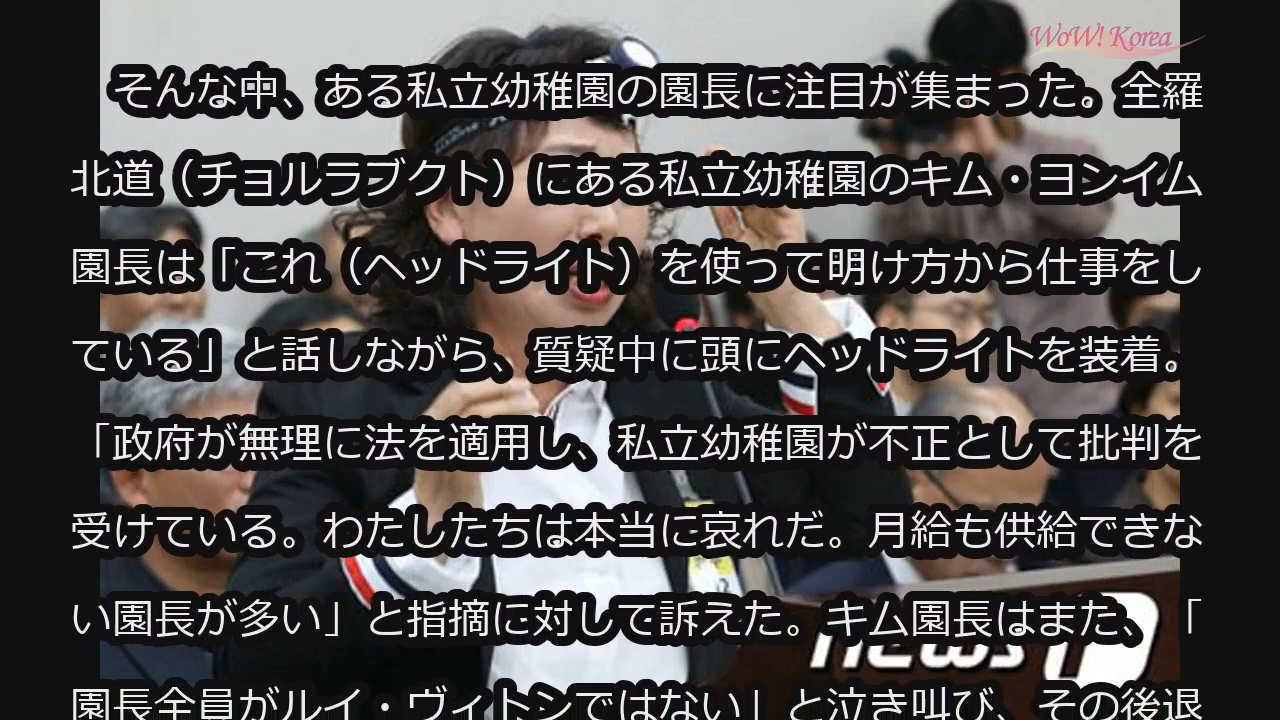 WoW! Korea
そんな中、ある私立幼稚園の園長に注目が集まった。全羅
北道（チョルラブクト）にある私立幼稚園のキム・ヨンイム
園長は「これ（ヘッドライト）を使って明け方から仕事をし
ている」と話しながら、質疑中に頭にヘッドライトを装着。
「政府が無理に法を適用し、私立幼稚園が不正として批判を
受けている。わたしたちは本当に哀れだ。月給も供給できな
い園長が多い」と指摘に対して訴えた。キム園長はまた、「
news1
園長全員がルイ・ヴィトンではない」と泣き叫び、その後退